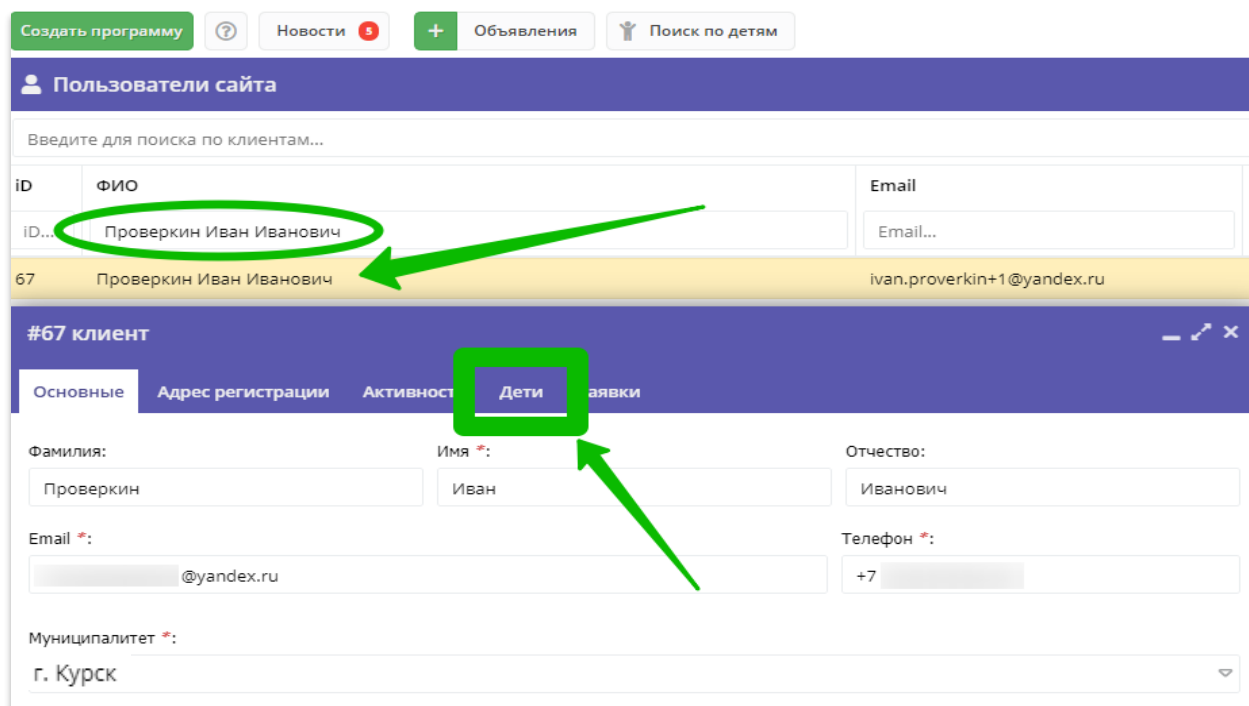 Создать программу ? Новости 5 + Объявления Поиск по детям
Пользователи сайта
Введите для поиска по клиентам...
iD ФИО Email
iD... Проверкин Иван Иванович Email...
67 Проверкин Иван Иванович ivan.proverkin+1@yandex.ru
#67 клиент
Основные Адрес регистрации Активност Дети аявки
Фамилия: Имя *: Отчество:
Проверкин Иван Иванович
Email *: Телефон *:
@yandex.ru +7
Муниципалитет *:
г. Курск